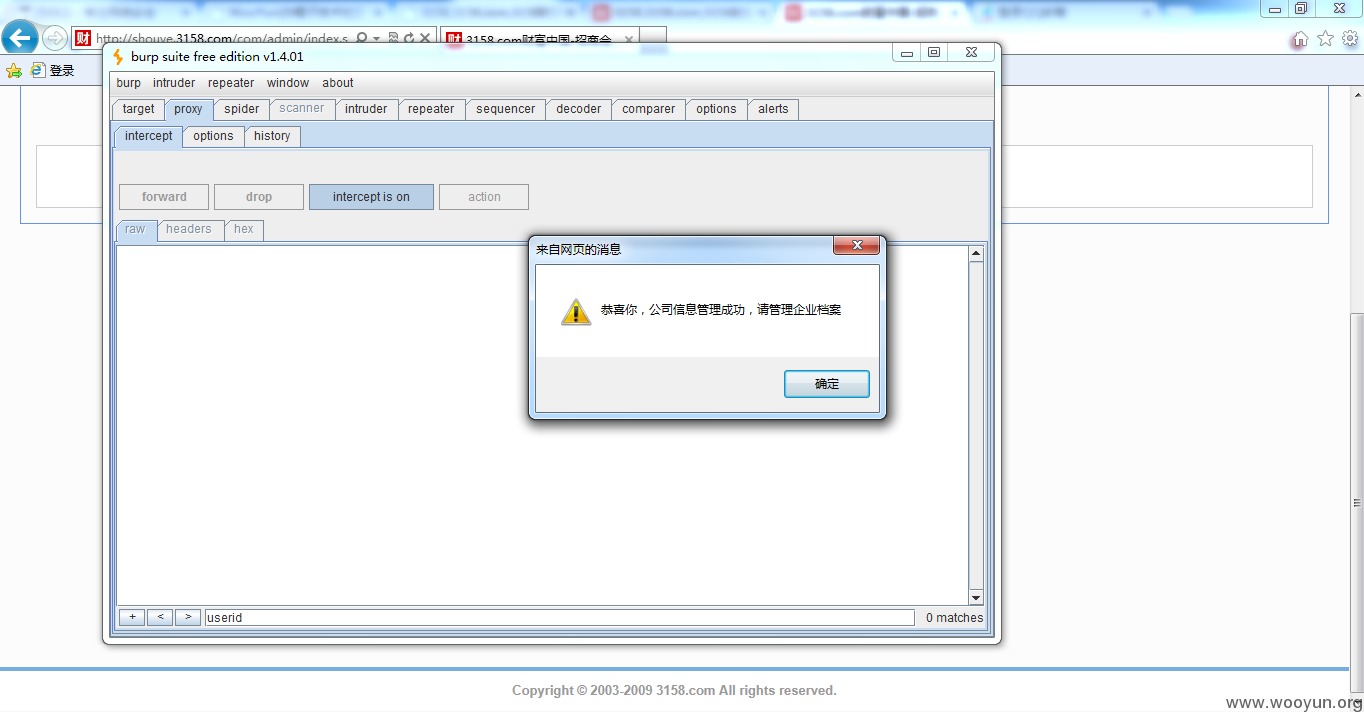 http://shouye.3158.com/com/admin/index.s
3158.com财富中国-招商会
登录
burp suite free edition v1.4.01
burp intruder repeater window about
target proxy spider scanner intruder repeater sequencer decoder comparer options alerts
intercept options history
forward drop intercept is on action
raw headers hex
来自网页的消息
恭喜你，公司信息管理成功，请管理企业档案
确定
+ < > userid 0 matches
Copyright © 2003-2009 3158.com All rights reserved.
www.wooyun.org